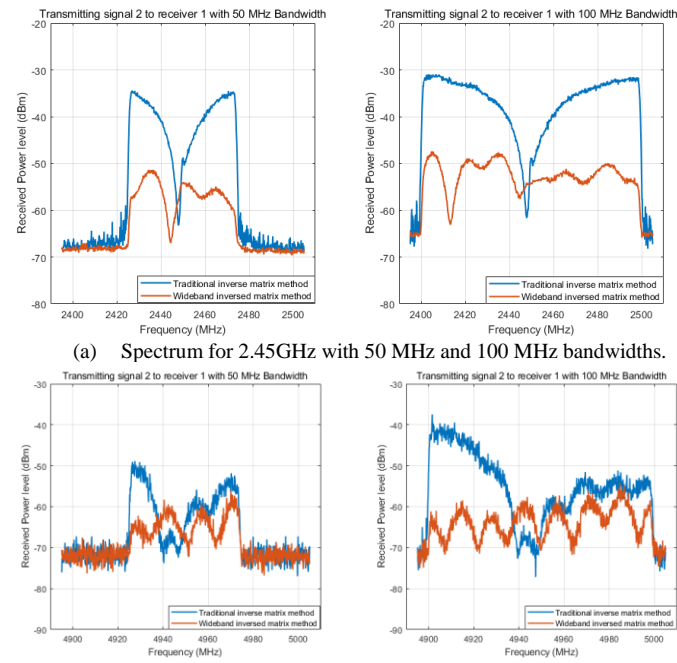 Transmitting signal 2 to receiver 1 with 50 MHz Bandwidth
-20
-30
-40
-50
-60
-70
-80
Received Power level (dBm)
2400 2420 2440 2460 2480 2500
Frequency (MHz)
Traditional inverse matrix method
Wideband inversed matrix method
Transmitting signal 2 to receiver 1 with 100 MHz Bandwidth
-20
-30
-40
-50
-60
-70
-80
Received Power level (dBm)
2400 2420 2440 2460 2480 2500
Frequency (MHz)
Traditional inverse matrix method
Wideband inversed matrix method
(a) Spectrum for 2.45GHz with 50 MHz and 100 MHz bandwidths.
Transmitting signal 2 to receiver 1 with 50 MHz Bandwidth
-30
-40
-50
-60
-70
-80
-90
Received Power level (dBm)
4900 4920 4940 4960 4980 5000
Frequency (MHz)
Traditional inverse matrix method
Wideband inversed matrix method
Transmitting signal 2 to receiver 1 with 100 MHz Bandwidth
-30
-40
-50
-60
-70
-80
-90
Received Power level (dBm)
4900 4920 4940 4960 4980 5000
Frequency (MHz)
Traditional inverse matrix method
Wideband inversed matrix method